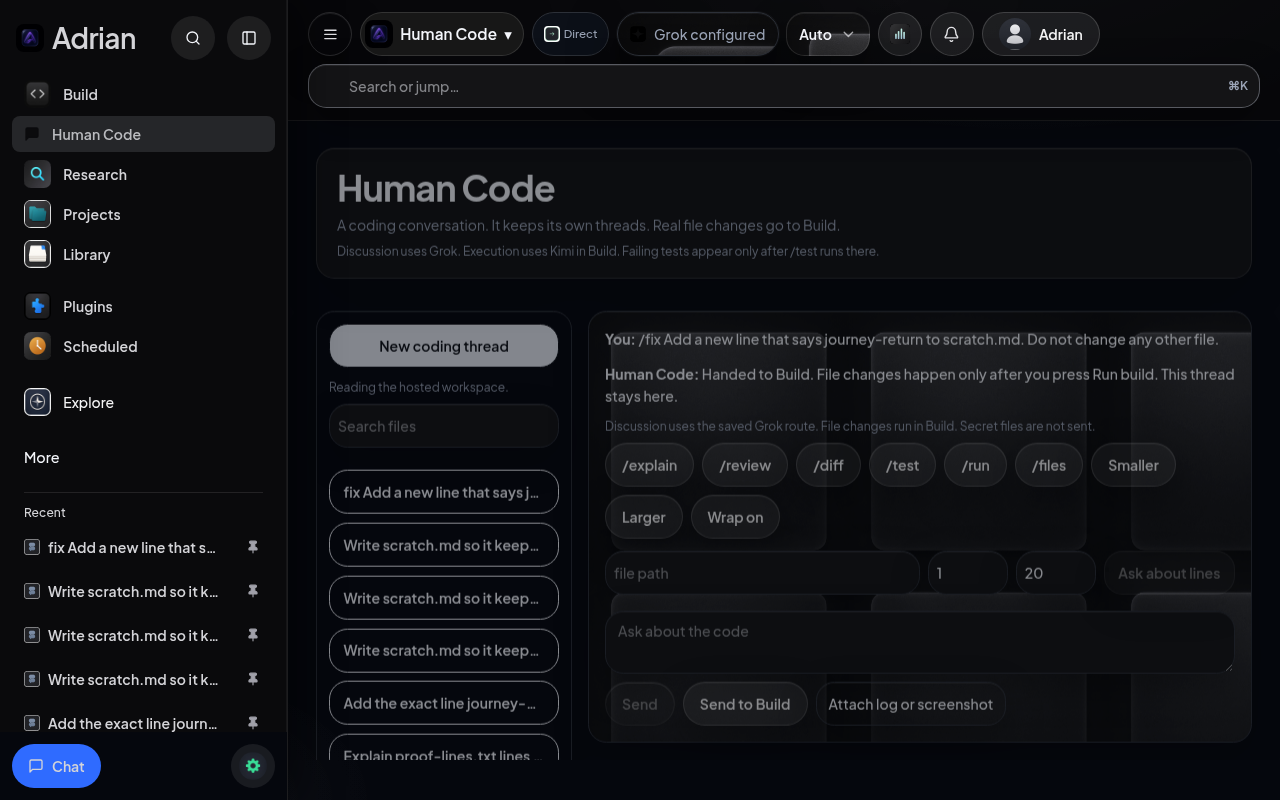 Adrian
Human Code ▾
Direct
Grok configured
Auto
Adrian
Search or jump…
⌘K
Build
Human Code
Research
Projects
Library
Plugins
Scheduled
Explore
More
Recent
fix Add a new line that s…
Write scratch.md so it k…
Write scratch.md so it k…
Write scratch.md so it k…
Add the exact line journ…
Chat
Human Code
A coding conversation. It keeps its own threads. Real file changes go to Build.
Discussion uses Grok. Execution uses Kimi in Build. Failing tests appear only after /test runs there.
New coding thread
Reading the hosted workspace.
Search files
fix Add a new line that says j…
Write scratch.md so it keep…
Write scratch.md so it keep…
Write scratch.md so it keep…
Add the exact line journey-…
Explain proof-lines.txt lines…
You: /fix Add a new line that says journey-return to scratch.md. Do not change any other file.
Human Code: Handed to Build. File changes happen only after you press Run build. This thread
stays here.
Discussion uses the saved Grok route. File changes run in Build. Secret files are not sent.
/explain
/review
/diff
/test
/run
/files
Smaller
Larger
Wrap on
file path
1
20
Ask about lines
Ask about the code
Send
Send to Build
Attach log or screenshot